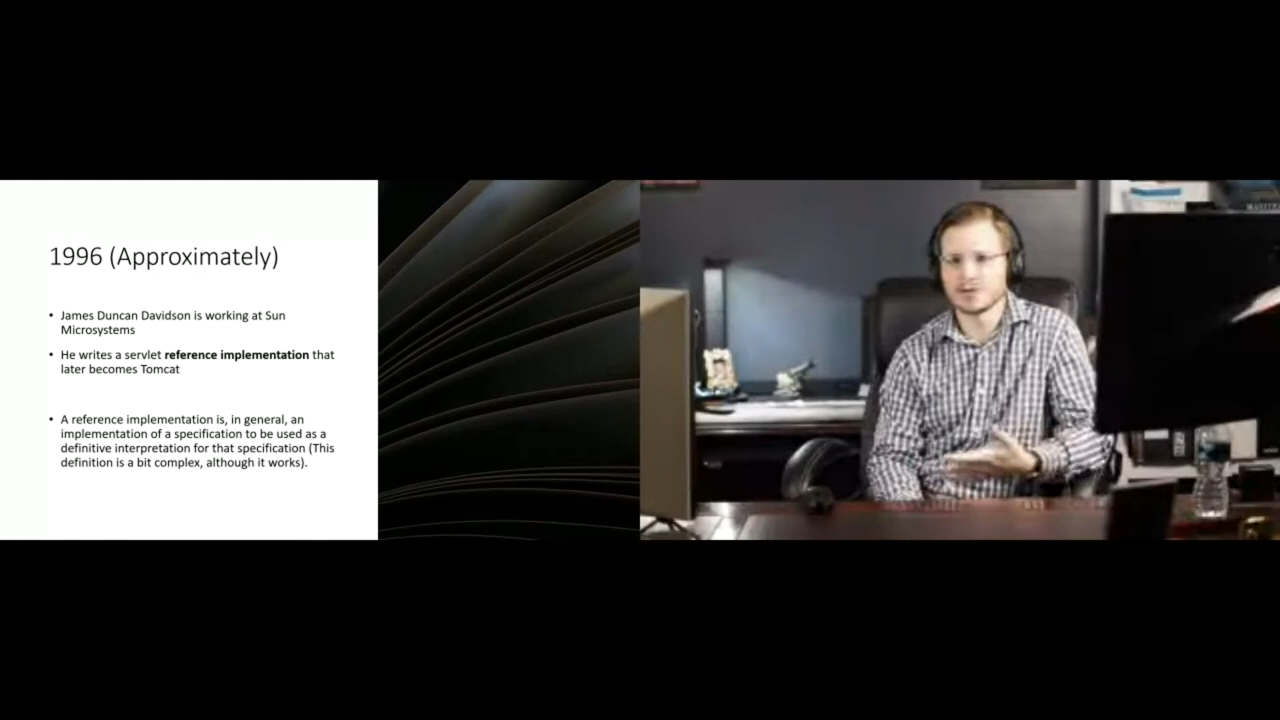 1996 (Approximately)
• James Duncan Davidson is working at Sun
Microsystems
• He writes a servlet reference implementation that
later becomes Tomcat
• A reference implementation is, in general, an
implementation of a specification to be used as a
definitive interpretation for that specification (This
definition is a bit complex, although it works).